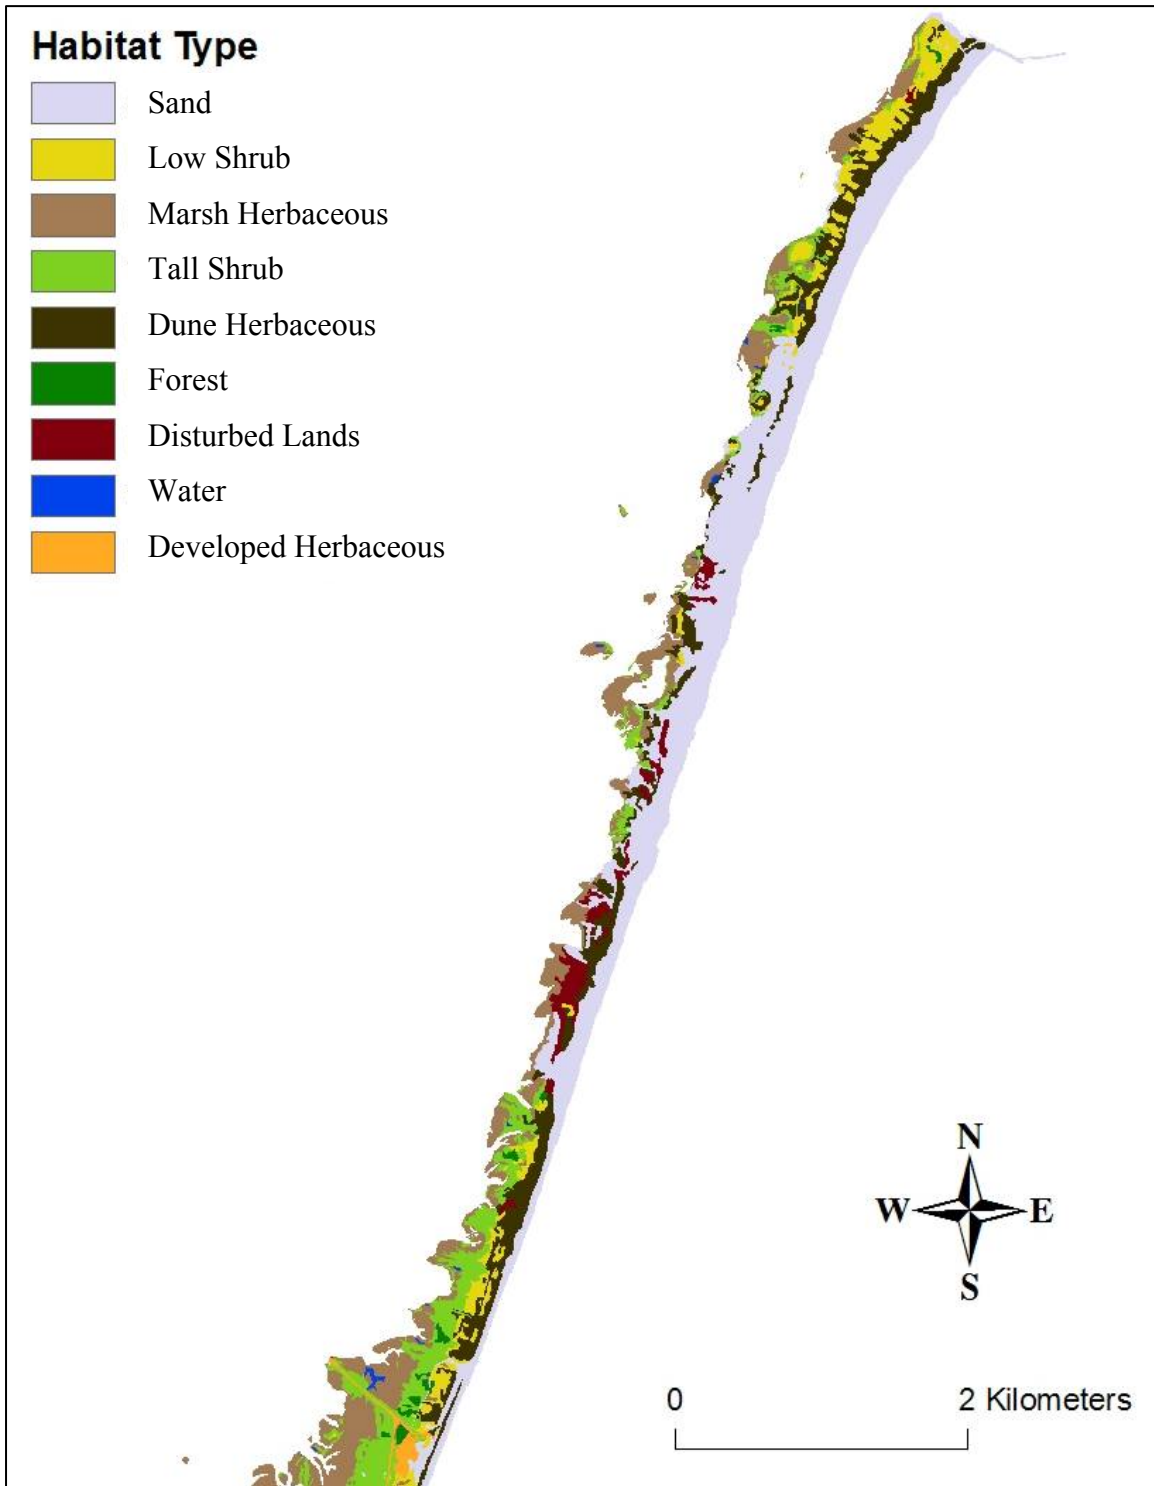 Habitat Type
Sand
Low Shrub
Marsh Herbaceous
Tall Shrub
Dune Herbaceous
Forest
Disturbed Lands
Water
Developed Herbaceous
N
W E
S
0 2 Kilometers